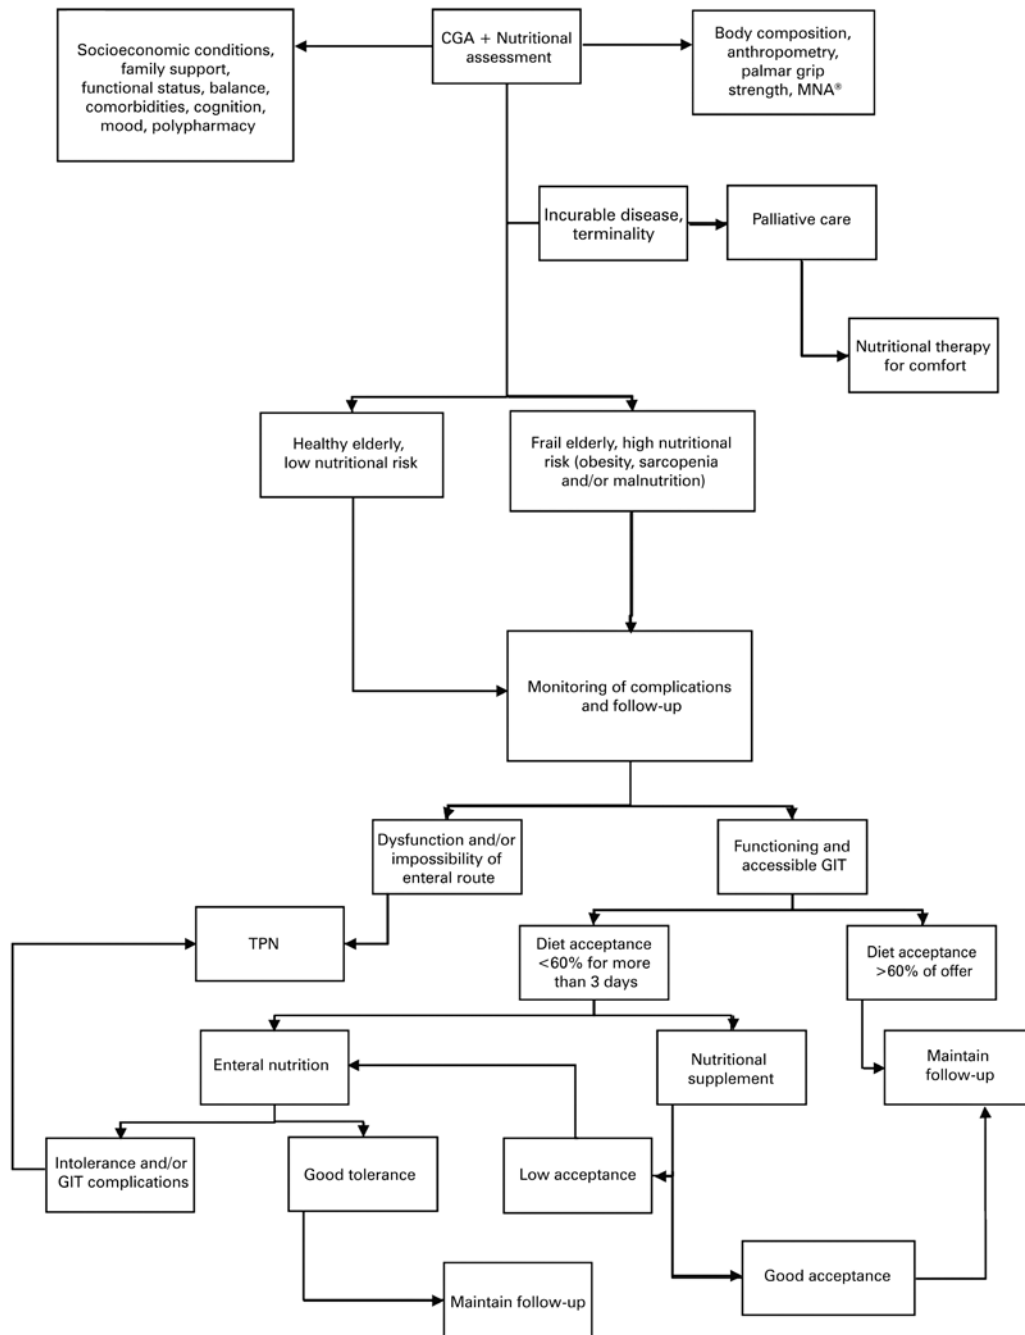 Socioeconomic conditions,
family support,
functional status, balance,
comorbidities, cognition,
mood, polypharmacy
CGA + Nutritional
assessment
Body composition,
anthropometry,
palmar grip
strength, MNA®
Incurable disease,
terminality
Palliative care
Nutritional therapy
for comfort
Healthy elderly,
low nutritional risk
Frail elderly, high nutritional
risk (obesity, sarcopenia
and/or malnutrition)
Monitoring of complications
and follow-up
Dysfunction and/or
impossibility of
enteral route
Functioning and
accessible GIT
TPN
Diet acceptance
<60% for more
than 3 days
Diet acceptance
>60% of offer
Enteral nutrition
Nutritional
supplement
Maintain
follow-up
Intolerance and/or
GIT complications
Good tolerance
Low acceptance
Maintain follow-up
Good acceptance